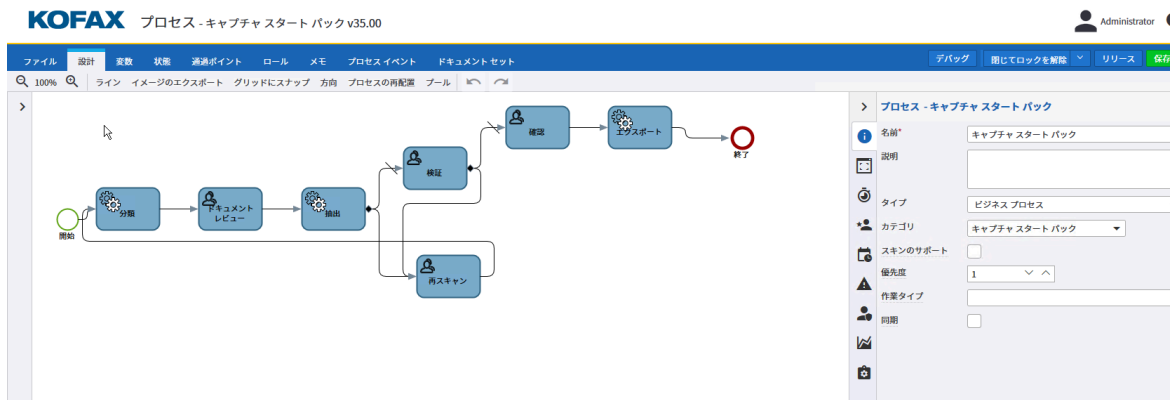 KOFAX プロセス - キャプチャ スタート パック v35.00 Administrator
ファイル 設計 変数 状態 通過ポイント ロール メモ プロセス イベント ドキュメント セット デバッグ 閉じてロックを解除 リリース 保存
100% ライン イメージのエクスポート グリッドにスナップ 方向 プロセスの再配置 プール
確認
エクスポート
終了
検証
分類
ドキュメント
レビュー
抽出
開始
再スキャン
プロセス - キャプチャ スタート パック
名前* キャプチャ スタート パック
説明
タイプ ビジネス プロセス
カテゴリ キャプチャ スタート パック
スキンのサポート
優先度 1
作業タイプ
同期